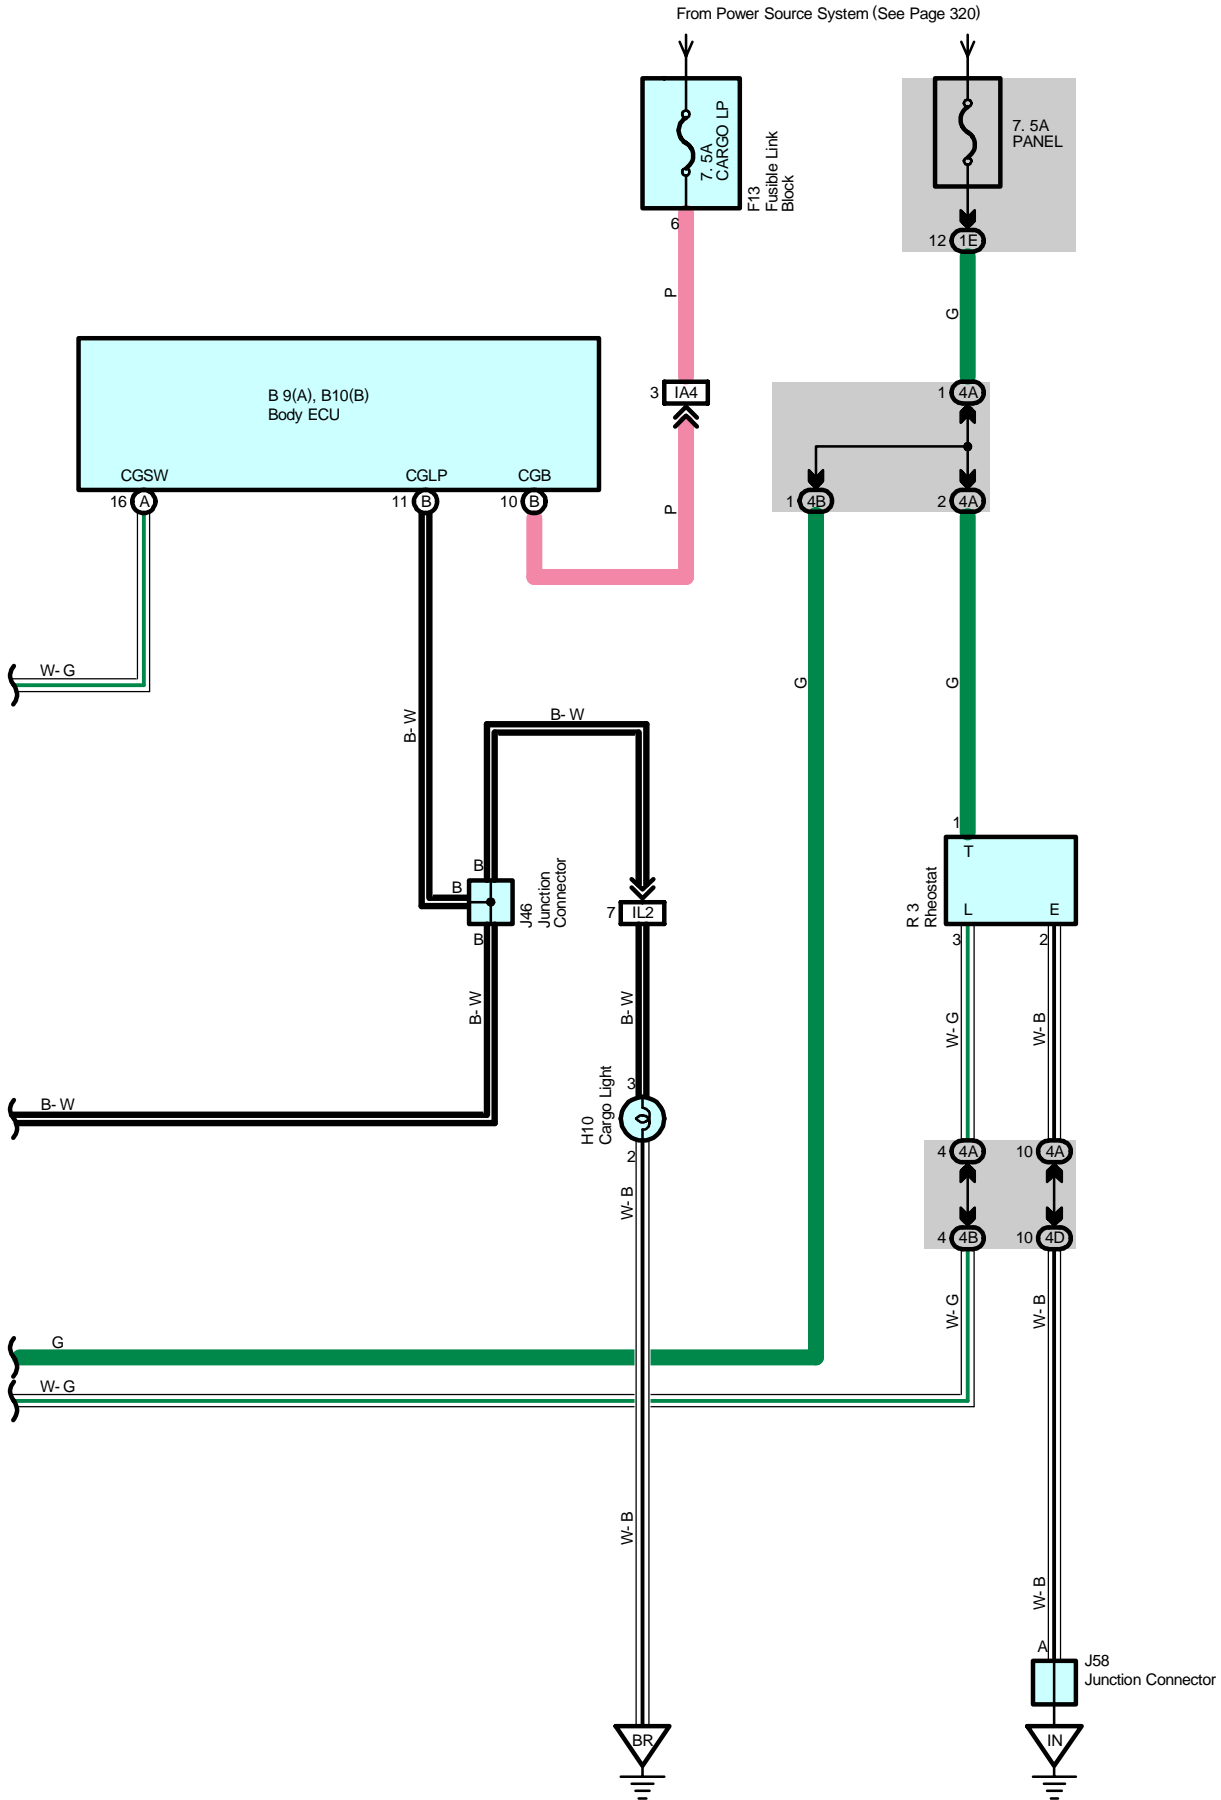 From Power Source System (See Page 320)
7. 5A
CARGO LP
F13
Fusible Link
Block
7. 5A
PANEL
6
12
1E
P
G
B 9(A), B10(B)
Body ECU
3
IA4
1
4A
CGSW
CGLP
CGB
16
A
11
B
10
B
P
1
4B
2
4A
W- G
B- W
B- W
G
G
1
T
L
E
R 3
Rheostat
B
B
B
J46
Junction
Connector
7
IL2
3
2
B- W
B- W
W- G
W- B
B- W
3
H10
Cargo Light
2
4
4A
10
4A
W- B
4
4B
10
4D
W- G
W- B
G
W- G
W- B
W- B
A
J58
Junction Connector
BR
IN